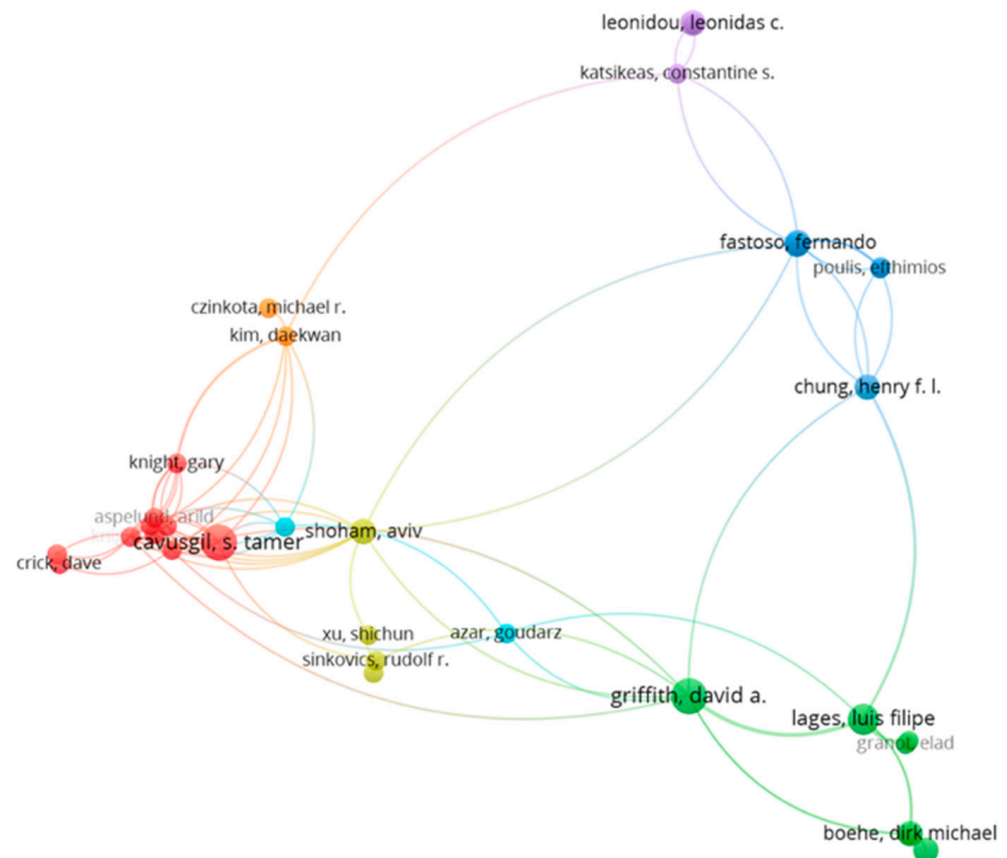 leonidou, leonidas c.
katsikeas, constantine s.
fastoso, fernando
poulis, efthimios
czinkota, michael r.
kim, daekwan
chung, henry f. l.
knight, gary
aspelund, arild
shoham, aviv
cavusgil, s. tamer
crick, dave
xu, shichun
azar, goudarz
sinkovics, rudolf r.
griffith, david a.
lages, luis filipe
granot, elad
boehe, dirk michael